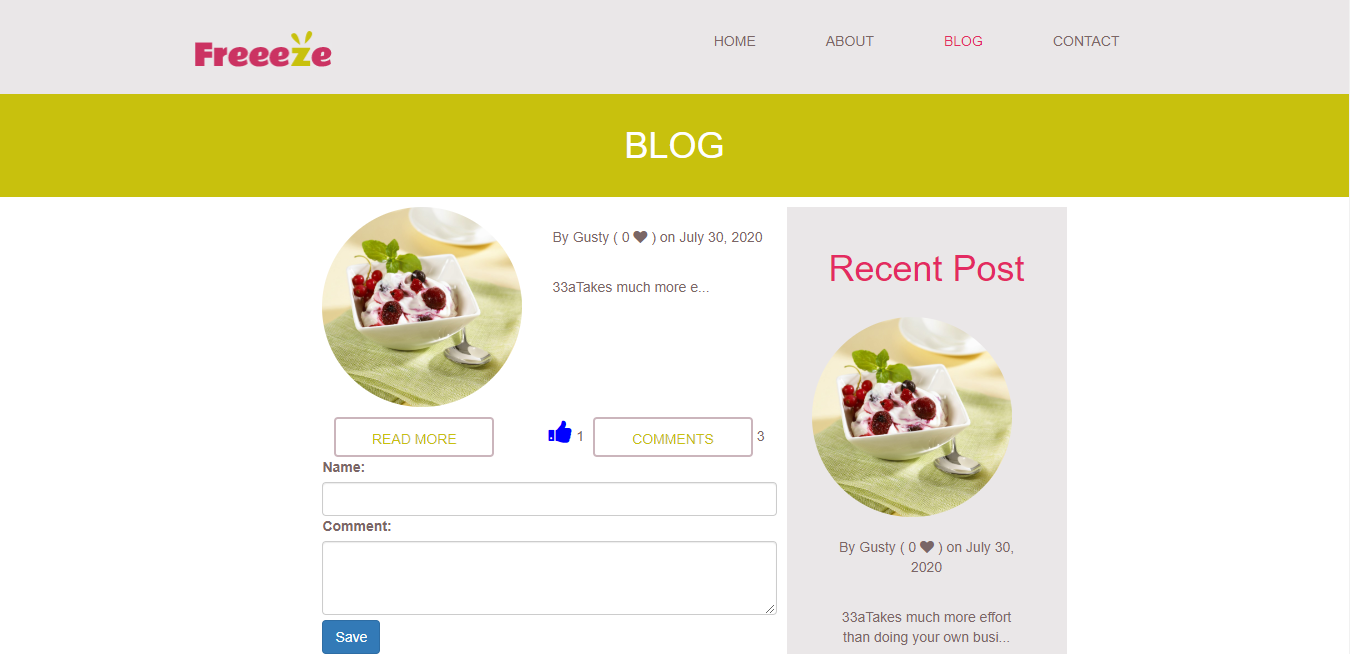 Freeeze
HOME ABOUT BLOG CONTACT
BLOG
By Gusty ( 0 ) on July 30, 2020
33aTakes much more e...
READ MORE
1
COMMENTS
3
Name:
Comment:
Save
Recent Post
By Gusty ( 0 ) on July 30,
2020
33aTakes much more effort
than doing your own busi...